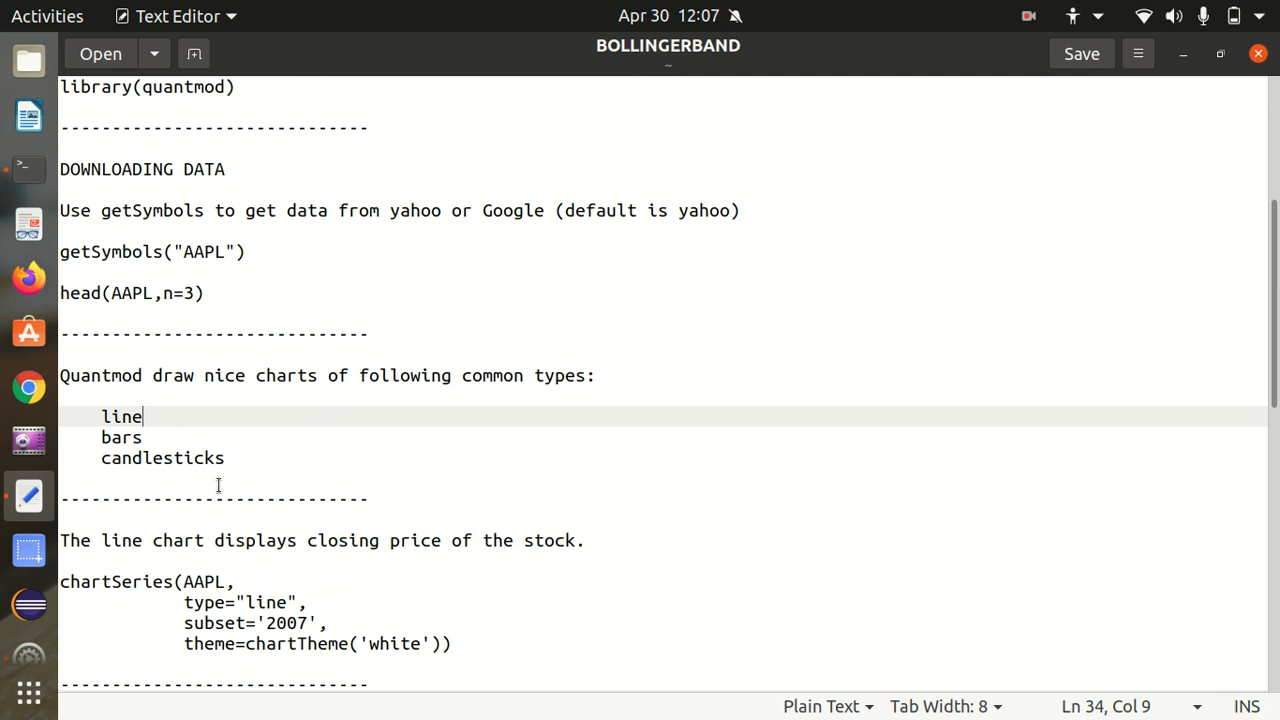 Activities Text Editor Apr 30 12:07
Open BOLLINGERBAND Save
~
library(quantmod)
------------------------------
DOWNLOADING DATA
Use getSymbols to get data from yahoo or Google (default is yahoo)
getSymbols("AAPL")
head(AAPL,n=3)
------------------------------
Quantmod draw nice charts of following common types:
line
bars
candlesticks
------------------------------
The line chart displays closing price of the stock.
chartSeries(AAPL,
type="line",
subset='2007',
theme=chartTheme('white'))
------------------------------
Plain Text Tab Width: 8 Ln 34, Col 9 INS